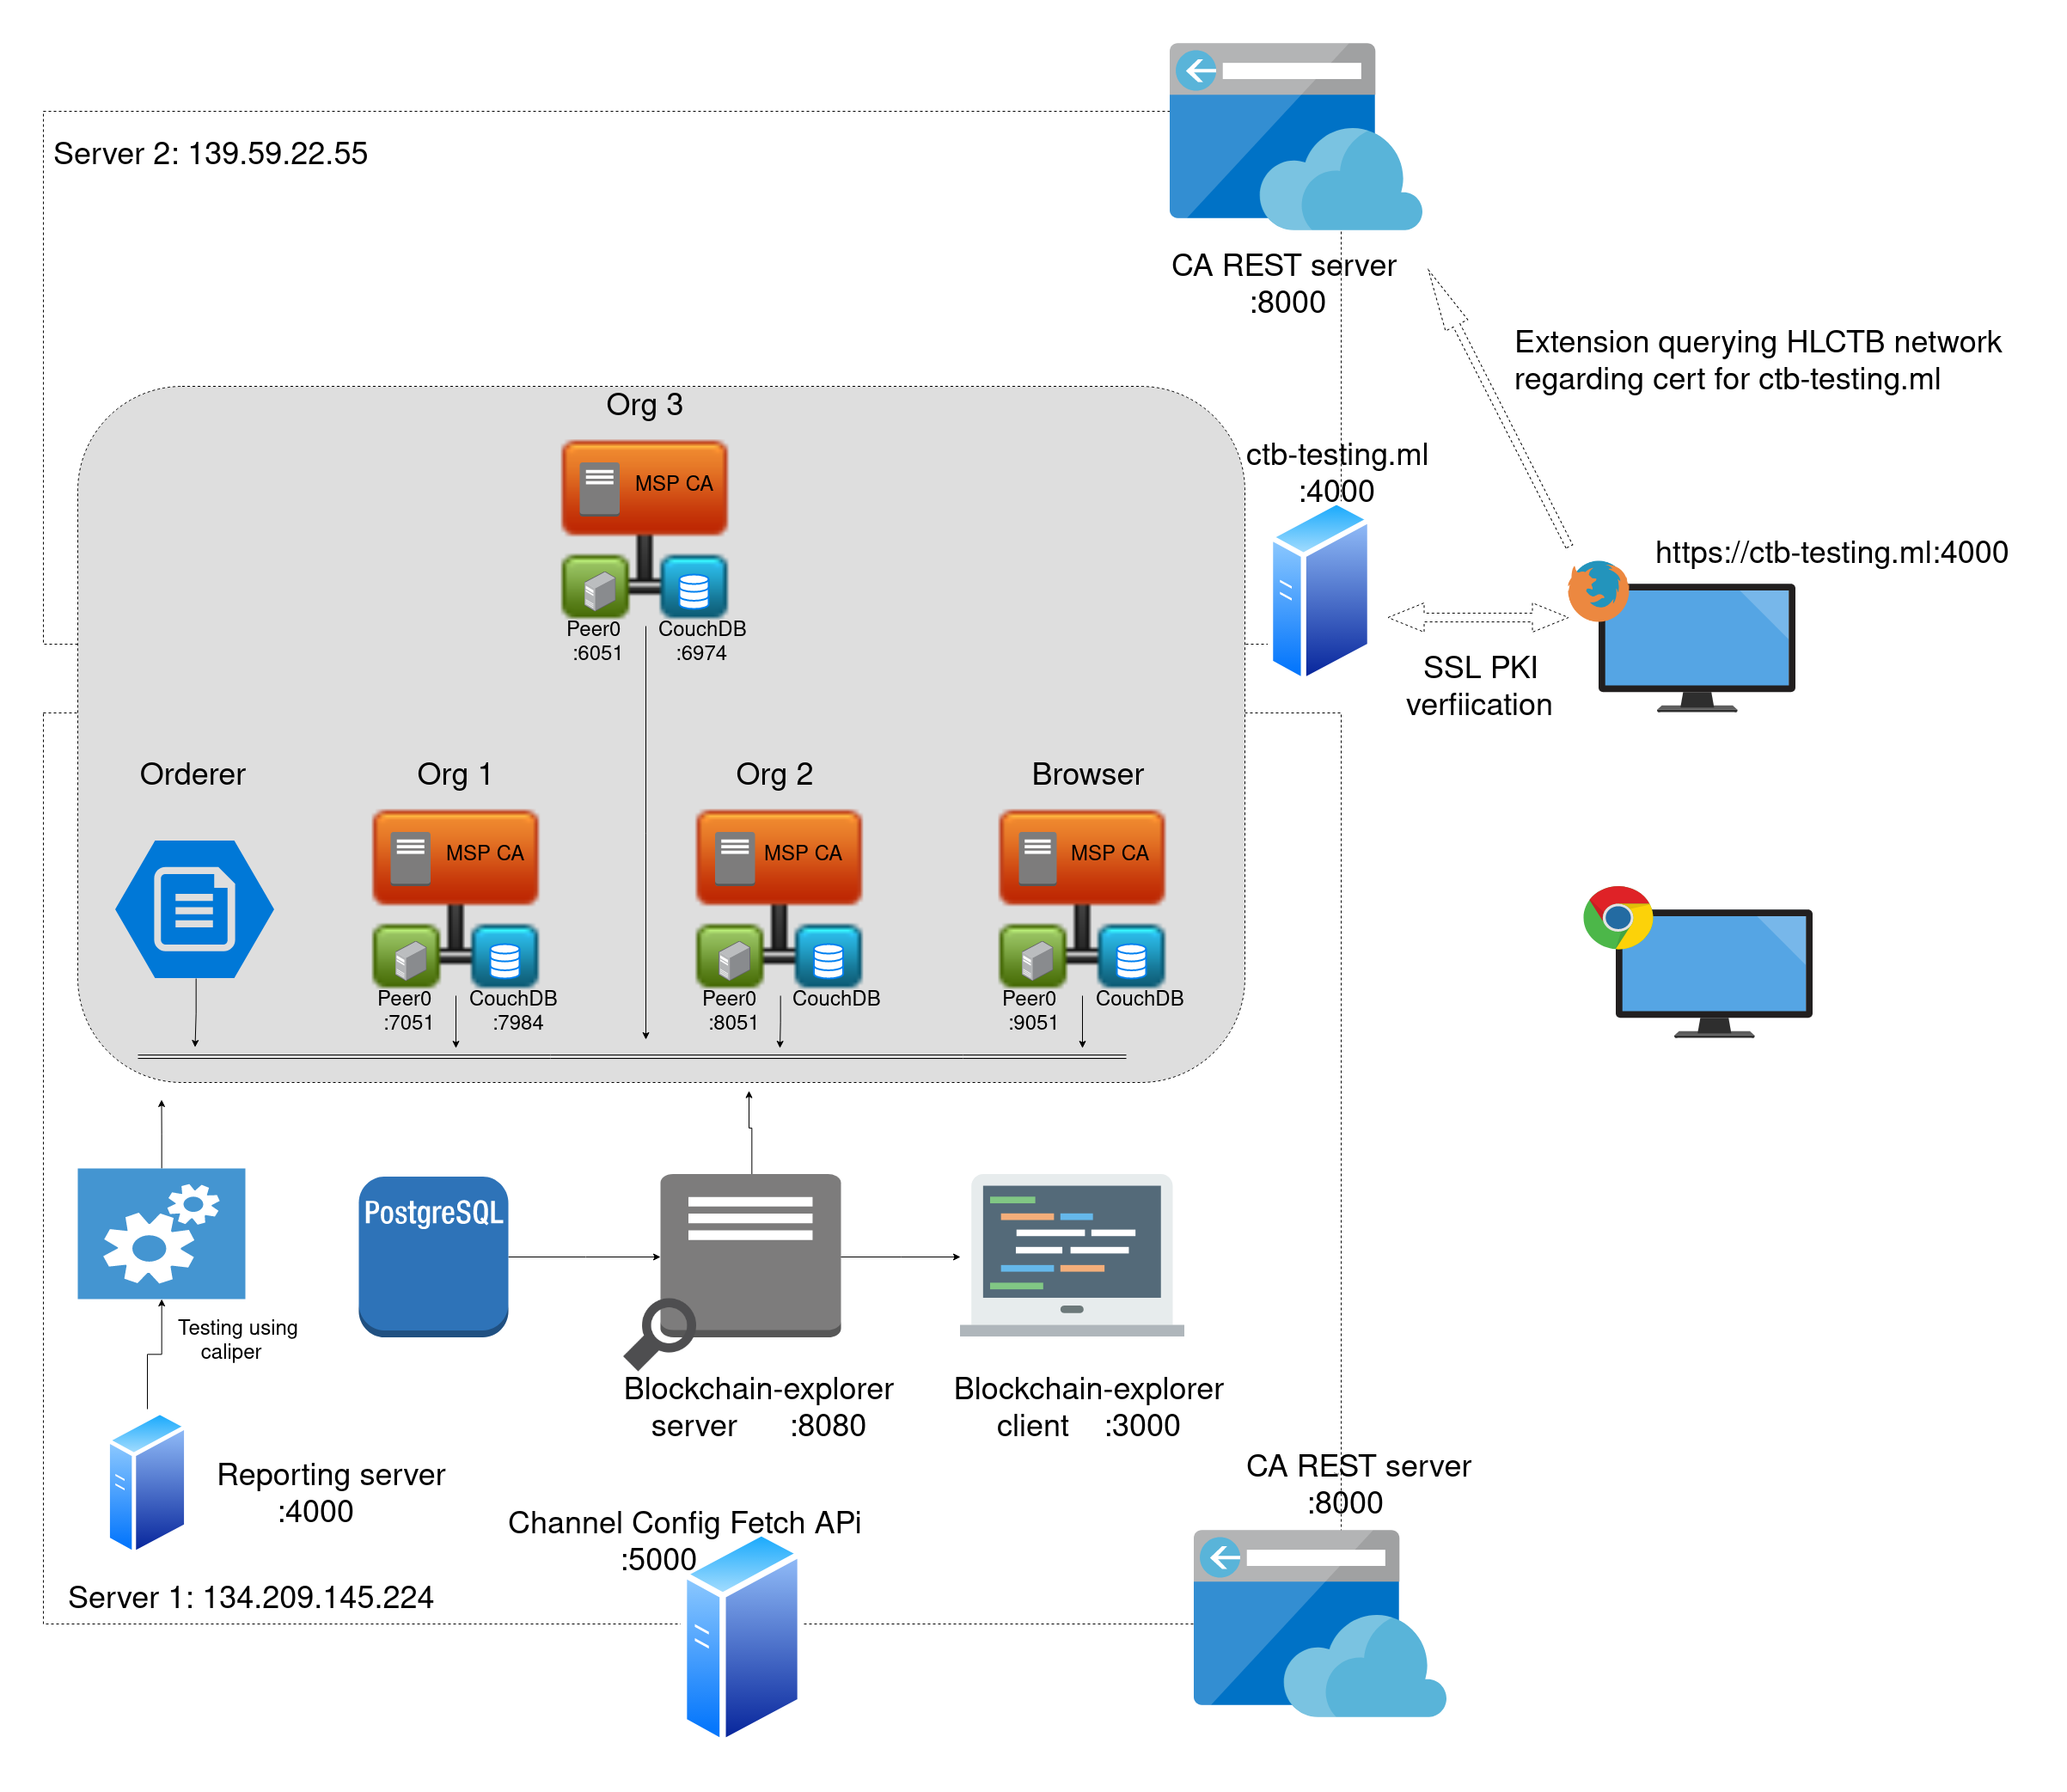 Server 2: 139.59.22.55
CA REST server
:8000
Extension querying HLCTB network
regarding cert for ctb-testing.ml
Org 3
MSP CA
Peer0
:6051
CouchDB
:6974
ctb-testing.ml
:4000
https://ctb-testing.ml:4000
SSL PKI
verfiication
Orderer
Org 1
MSP CA
Peer0
:7051
CouchDB
:7984
Org 2
MSP CA
Peer0
:8051
CouchDB
Browser
MSP CA
Peer0
:9051
CouchDB
Testing using
caliper
PostgreSQL
Blockchain-explorer
server :8080
Blockchain-explorer
client :3000
Reporting server
:4000
Channel Config Fetch APi
:5000
CA REST server
:8000
Server 1: 134.209.145.224